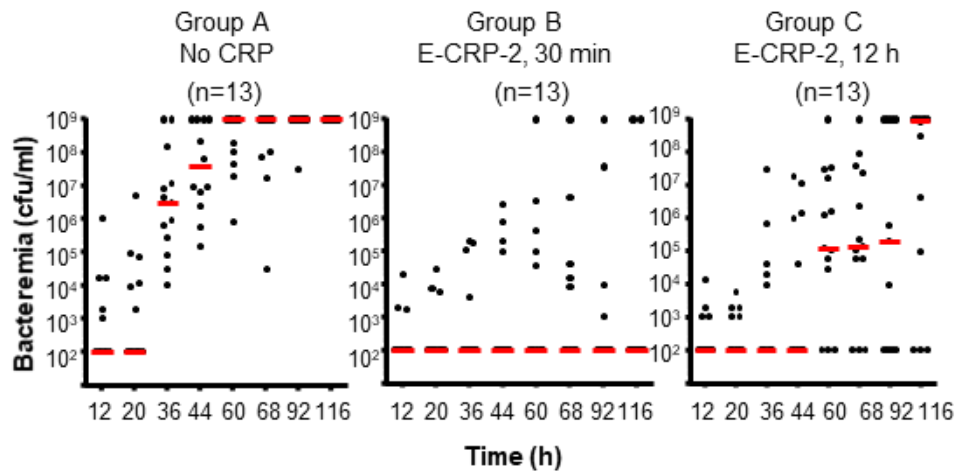 Group A
No CRP
(n=13)
Group B
E-CRP-2, 30 min
(n=13)
Group C
E-CRP-2, 12 h
(n=13)
Bacteremia (cfu/ml)
10⁹
10⁸
10⁷
10⁶
10⁵
10⁴
10³
10²
12 20 36 44 60 68 92 116
10⁹
10⁸
10⁷
10⁶
10⁵
10⁴
10³
10²
12 20 36 44 60 68 92 116
10⁹
10⁸
10⁷
10⁶
10⁵
10⁴
10³
10²
12 20 36 44 60 68 92 116
Time (h)